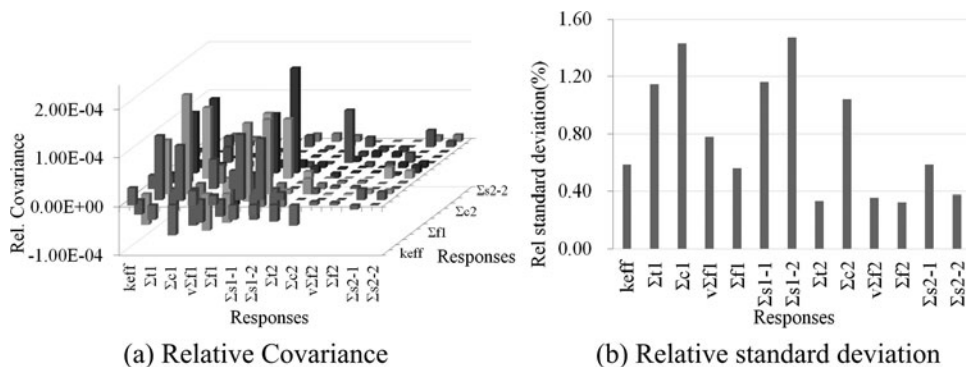 2.00E-04
1.00E-04
0.00E+00
-1.00E-04
Rel. Covariance
keff
Σt1
Σc1
νΣf1
Σf1
Σs1-1
Σs1-2
Σt2
Σc2
νΣf2
Σf2
Σs2-1
Σs2-2
Responses
keff
Σf1
Σc2
Σs2-2
Responses
(a) Relative Covariance
1.60
1.20
0.80
0.40
0.00
Rel standard deviation(%)
keff
Σt1
Σc1
νΣf1
Σf1
Σs1-1
Σs1-2
Σt2
Σc2
νΣf2
Σf2
Σs2-1
Σs2-2
Responses
(b) Relative standard deviation